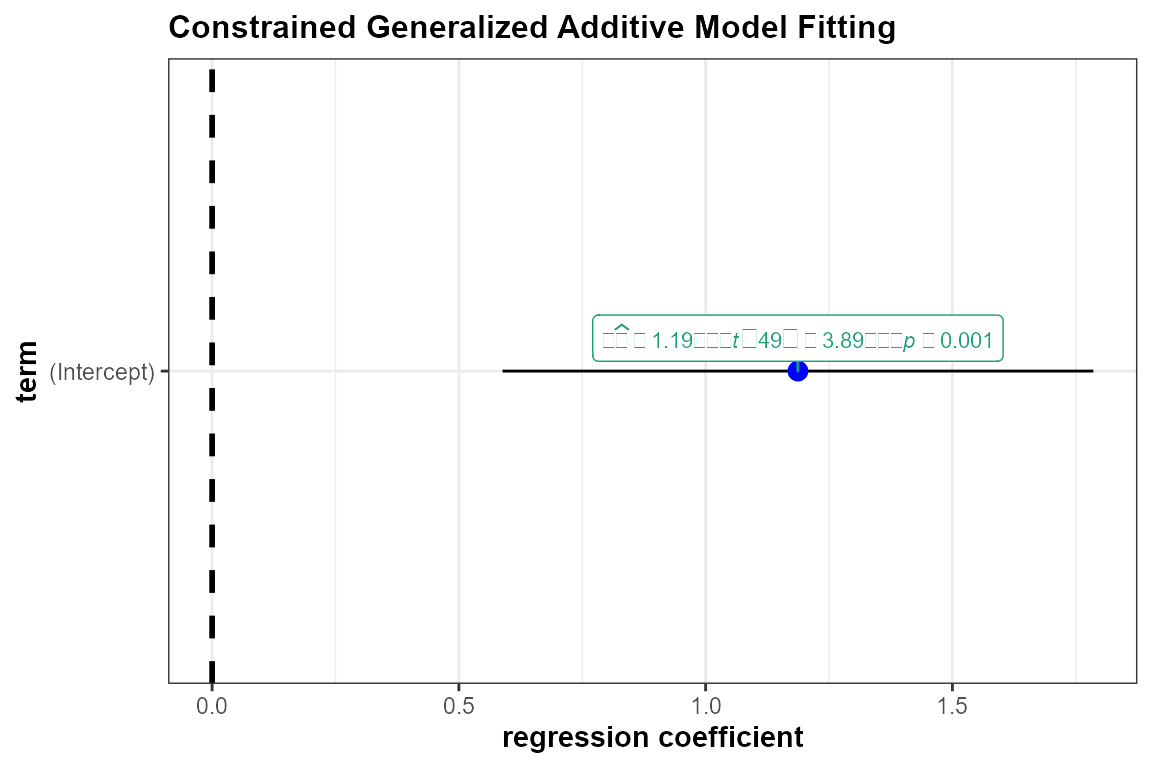 Constrained Generalized Additive Model Fitting
term
(Intercept)
□□ □ 1.19□□□t□49□ □ 3.89□□□p □ 0.001
0.0 0.5 1.0 1.5
regression coefficient